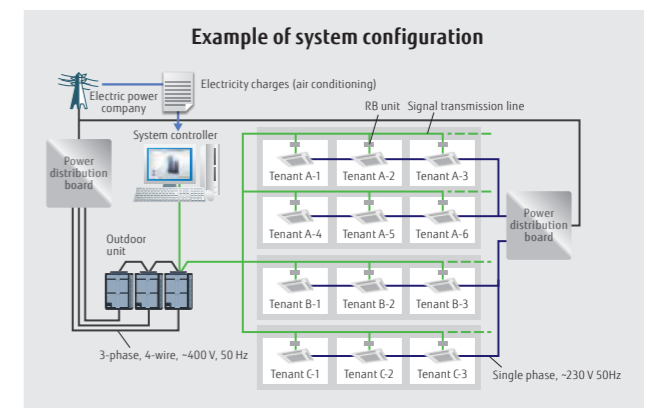 Example of system configuration
Electricity charges (air conditioning)
Electric power
company
RB unit
Signal transmission line
System controller
Power
distribution
board
Tenant A-1
Tenant A-2
Tenant A-3
Tenant A-4
Tenant A-5
Tenant A-6
Power
distribution
board
Outdoor
unit
Tenant B-1
Tenant B-2
Tenant B-3
3-phase, 4-wire, ~400 V, 50 Hz
Tenant C-1
Tenant C-2
Tenant C-3
Single phase, ~230 V 50Hz